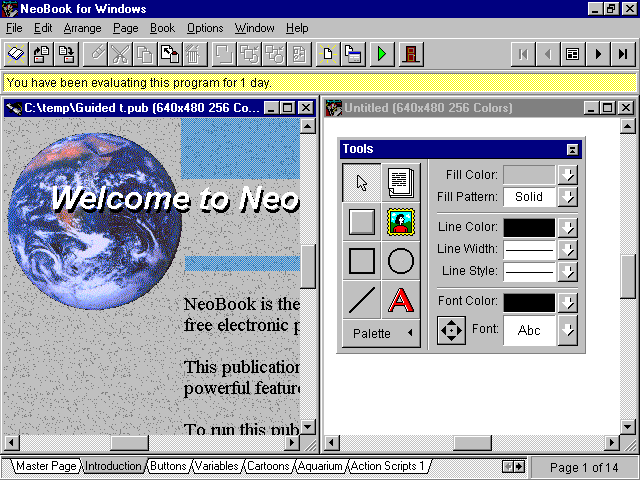 NeoBook for Windows
File Edit Arrange Page Book Options Window Help
You have been evaluating this program for 1 day.
C:\temp\Guided t.pub (640x480 256 Co...
Welcome to Neo
NeoBook is the
free electronic p
This publication
powerful feature
To run this pub
Untitled (640x480 256 Colors)
Tools
Fill Color:
Fill Pattern: Solid
Line Color:
Line Width:
Line Style:
Font Color:
Font: Abc
A
Palette
Master Page Introduction Buttons Variables Cartoons Aquarium Action Scripts 1
Page 1 of 14